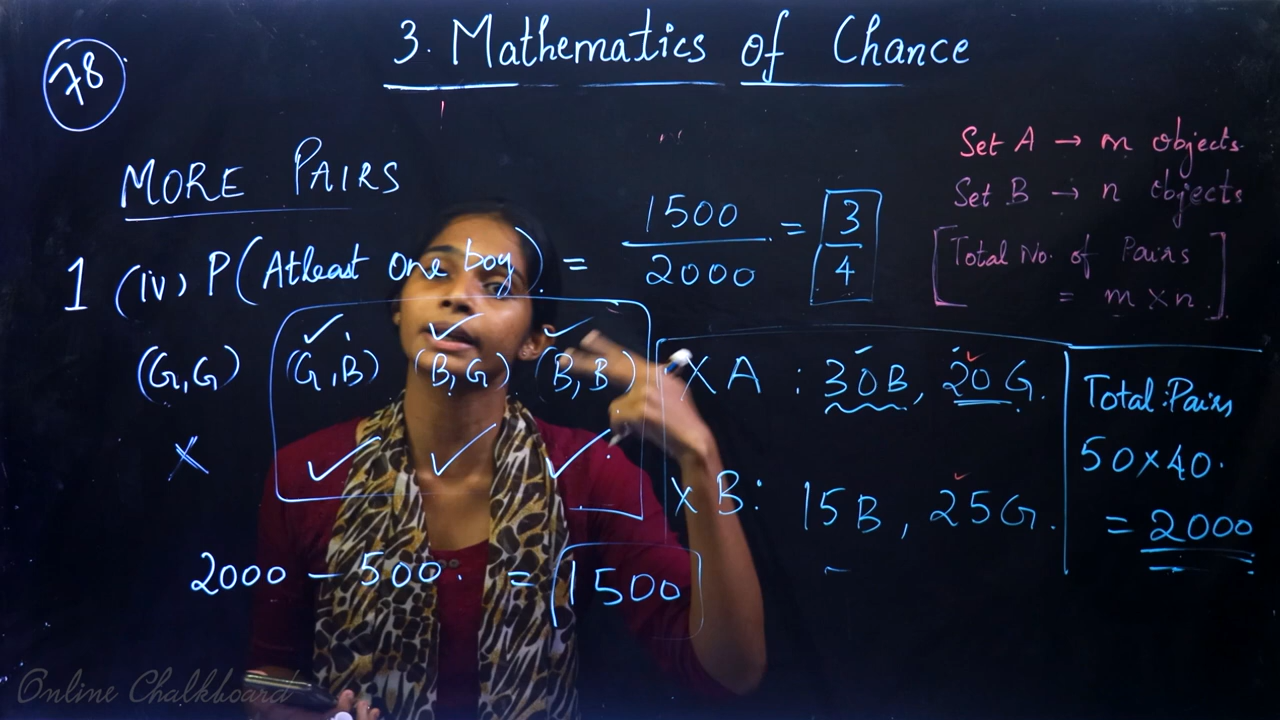 78
3. Mathematics of Chance
MORE PAIRS
Set A → m objects.
Set B → n objects
[Total No. of Pairs
= m × n.]
1 (iv) P(Atleast One boy) = 1500/2000 = 3/4
(G,G) (G,B) (B,G) (B,B)
X A : 30B, 20G.
X B : 15B, 25G.
Total Pairs
50×40.
= 2000
2000 – 500. = 1500
Online Chalkboard